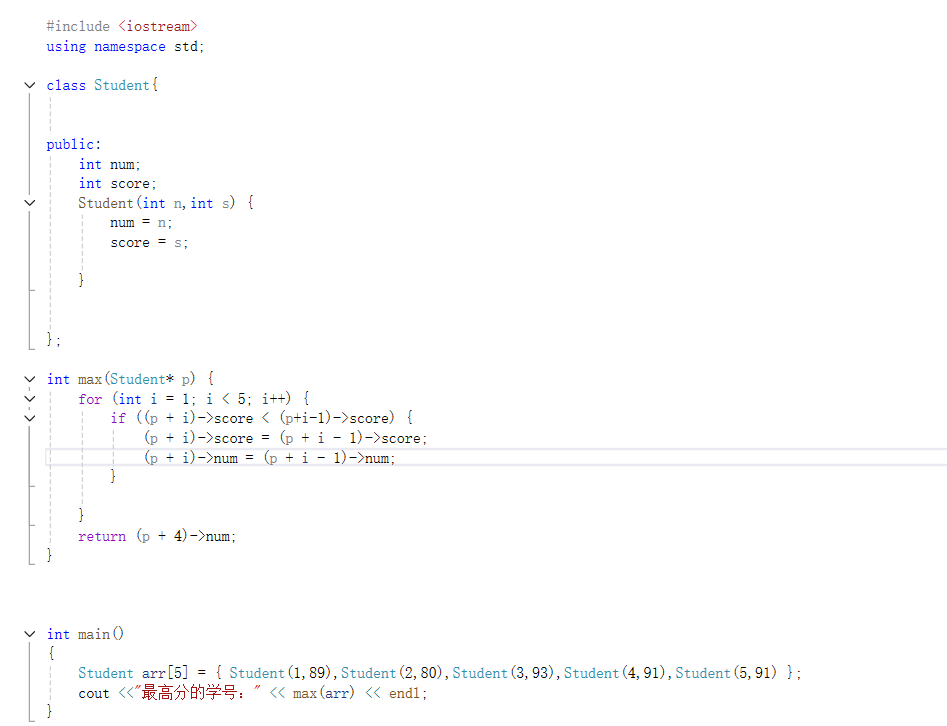 #include <iostream>
using namespace std;
class Student{
public:
int num;
int score;
Student(int n,int s) {
num = n;
score = s;
}
};
int max(Student* p) {
for (int i = 1; i < 5; i++) {
if ((p + i)->score < (p+i-1)->score) {
(p + i)->score = (p + i - 1)->score;
(p + i)->num = (p + i - 1)->num;
}
}
return (p + 4)->num;
}
int main()
{
Student arr[5] = { Student(1,89),Student(2,80),Student(3,93),Student(4,91),Student(5,91) };
cout <<"最高分的学号：" << max(arr) << endl;
}